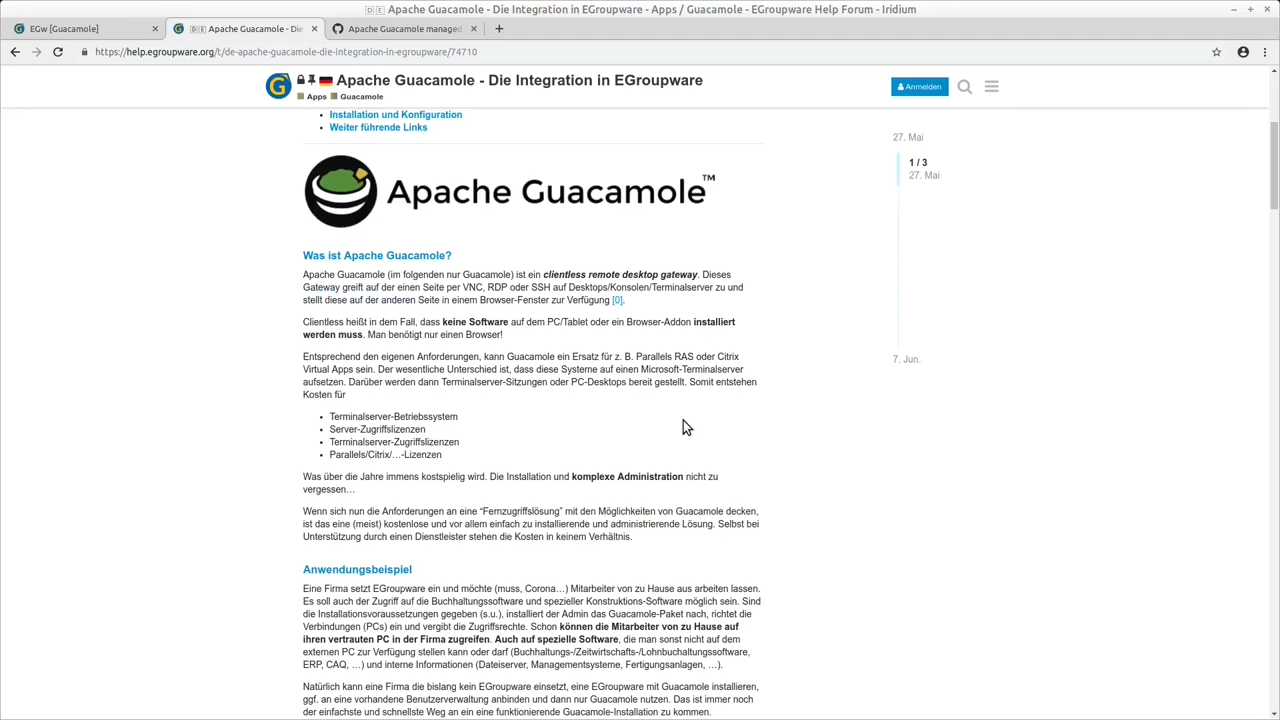 🇩🇪 Apache Guacamole - Die Integration in EGroupware - Apps / Guacamole - EGroupware Help Forum - Iridium
EGw [Guacamole]
🇩🇪 Apache Guacamole - Die
Apache Guacamole managed
https://help.egroupware.org/t/de-apache-guacamole-die-integration-in-egroupware/74710
Apache Guacamole - Die Integration in EGroupware
Apps Guacamole
Anmelden
Installation und Konfiguration
Weiter führende Links
27. Mai
1 / 3
27. Mai
7. Jun.
Apache Guacamole™
Was ist Apache Guacamole?
Apache Guacamole (im folgenden nur Guacamole) ist ein clientless remote desktop gateway. Dieses
Gateway greift auf der einen Seite per VNC, RDP oder SSH auf Desktops/Konsolen/Terminalserver zu und
stellt diese auf der anderen Seite in einem Browser-Fenster zur Verfügung [0].
Clientless heißt in dem Fall, dass keine Software auf dem PC/Tablet oder ein Browser-Addon installiert
werden muss. Man benötigt nur einen Browser!
Entsprechend den eigenen Anforderungen, kann Guacamole ein Ersatz für z. B. Parallels RAS oder Citrix
Virtual Apps sein. Der wesentliche Unterschied ist, dass diese Systeme auf einen Microsoft-Terminalserver
aufsetzen. Darüber werden dann Terminalserver-Sitzungen oder PC-Desktops bereit gestellt. Somit entstehen
Kosten für
Terminalserver-Betriebssystem
Server-Zugriffslizenzen
Terminalserver-Zugriffslizenzen
Parallels/Citrix/…-Lizenzen
Was über die Jahre immens kostspielig wird. Die Installation und komplexe Administration nicht zu
vergessen…
Wenn sich nun die Anforderungen an eine “Fernzugriffslösung” mit den Möglichkeiten von Guacamole decken,
ist das eine (meist) kostenlose und vor allem einfach zu installierende und administrierende Lösung. Selbst bei
Unterstützung durch einen Dienstleister stehen die Kosten in keinem Verhältnis.
Anwendungsbeispiel
Eine Firma setzt EGroupware ein und möchte (muss, Corona…) Mitarbeiter von zu Hause aus arbeiten lassen.
Es soll auch der Zugriff auf die Buchhaltungssoftware und spezieller Konstruktions-Software möglich sein. Sind
die Installationsvoraussetzungen gegeben (s.u.), installiert der Admin das Guacamole-Paket nach, richtet die
Verbindungen (PCs) ein und vergibt die Zugriffsrechte. Schon können die Mitarbeiter von zu Hause auf
ihren vertrauten PC in der Firma zugreifen. Auch auf spezielle Software, die man sonst nicht auf dem
externen PC zur Verfügung stellen kann oder darf (Buchhaltungs-/Zeitwirtschafts-/Lohnbuchaltungssoftware,
ERP, CAQ, …) und interne Informationen (Dateiserver, Managementsysteme, Fertigungsanlagen, …).
Natürlich kann eine Firma die bislang kein EGroupware einsetzt, eine EGroupware mit Guacamole installieren,
ggf. an eine vorhandene Benutzerverwaltung anbinden und dann nur Guacamole nutzen. Das ist immer noch
der einfachste und schnellste Weg an ein eine funktionierende Guacamole-Installation zu kommen.